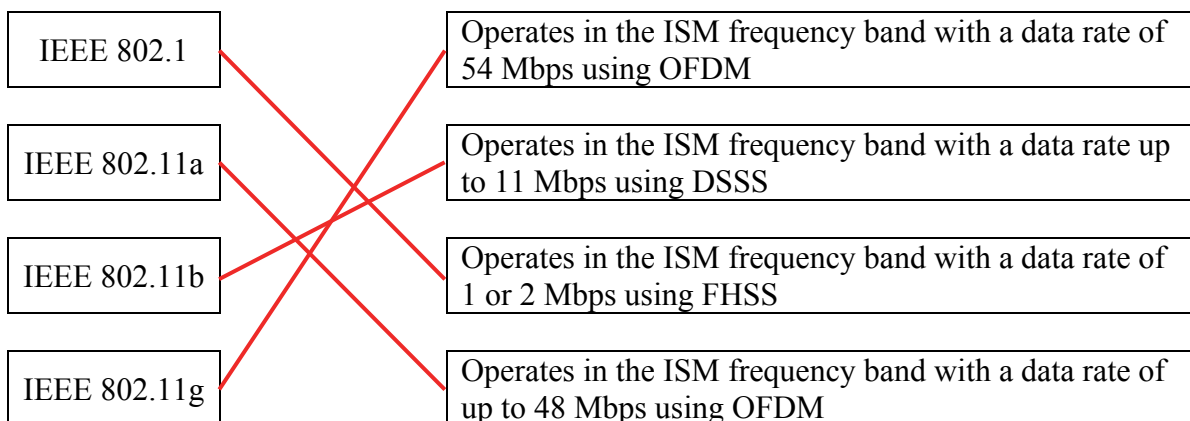 IEEE 802.1
Operates in the ISM frequency band with a data rate of
54 Mbps using OFDM
IEEE 802.11a
Operates in the ISM frequency band with a data rate up
to 11 Mbps using DSSS
IEEE 802.11b
Operates in the ISM frequency band with a data rate of
1 or 2 Mbps using FHSS
IEEE 802.11g
Operates in the ISM frequency band with a data rate of
up to 48 Mbps using OFDM